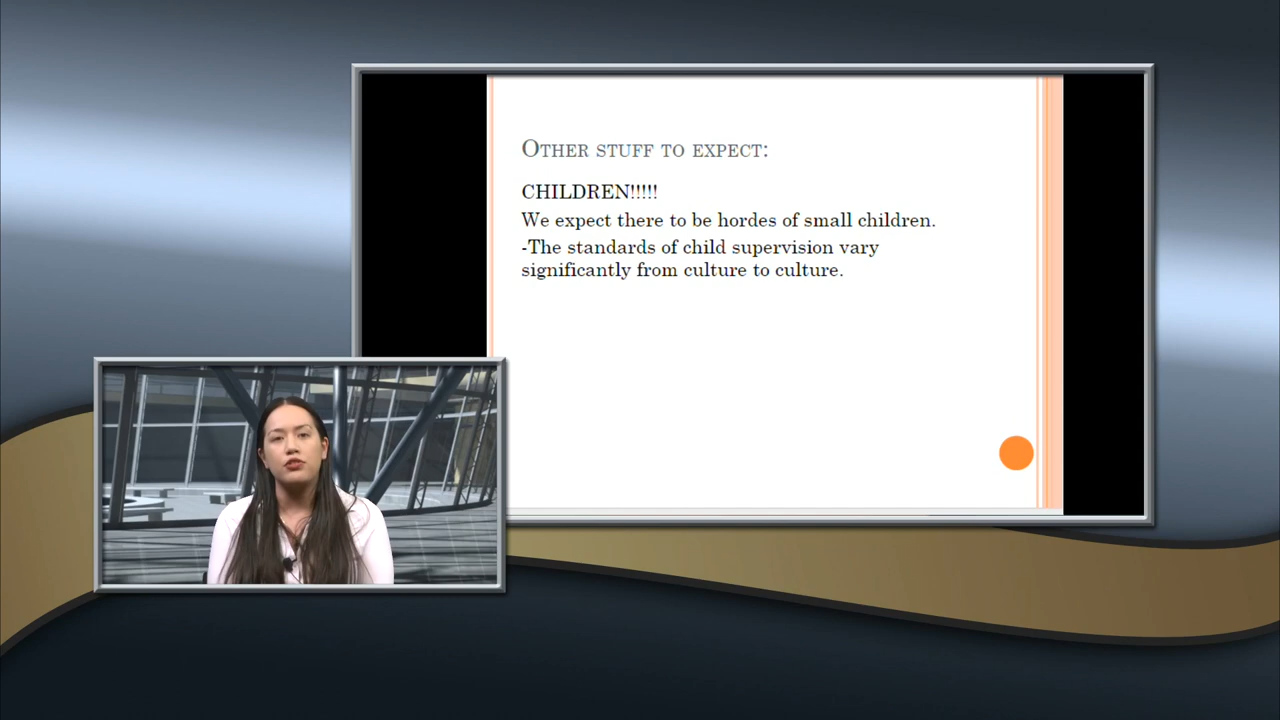 Other stuff to expect:
CHILDREN!!!!!
We expect there to be hordes of small children.
-The standards of child supervision vary
significantly from culture to culture.